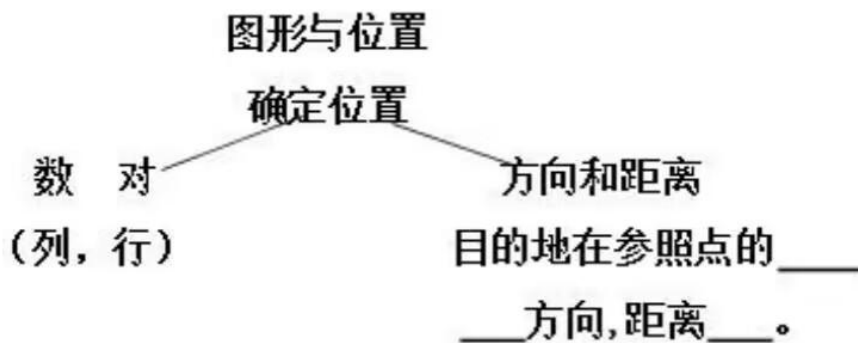 图形与位置
确定位置
数 对
方向和距离
(列，行)
目的地在参照点的____
___方向,距离___。